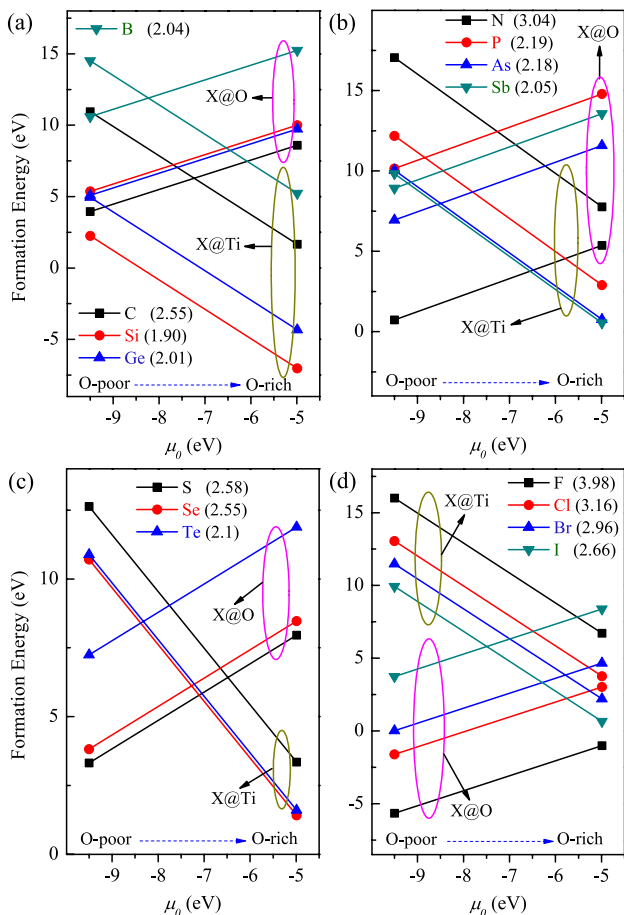 (a)
B (2.04)
X@O
X@Ti
C (2.55)
Si (1.90)
Ge (2.01)
O-poor
O-rich
15
10
5
0
-5
Formation Energy (eV)
-9 -8 -7 -6 -5
μ0 (eV)
(b)
N (3.04)
P (2.19)
As (2.18)
Sb (2.05)
X@O
X@Ti
O-poor
O-rich
15
10
5
0
-9 -8 -7 -6 -5
μ0 (eV)
(c)
S (2.58)
Se (2.55)
Te (2.1)
X@O
X@Ti
O-poor
O-rich
10
5
0
Formation Energy (eV)
-9 -8 -7 -6 -5
μ0 (eV)
(d)
F (3.98)
Cl (3.16)
Br (2.96)
I (2.66)
X@Ti
X@O
O-poor
O-rich
15
10
5
0
-5
-9 -8 -7 -6 -5
μ0 (eV)